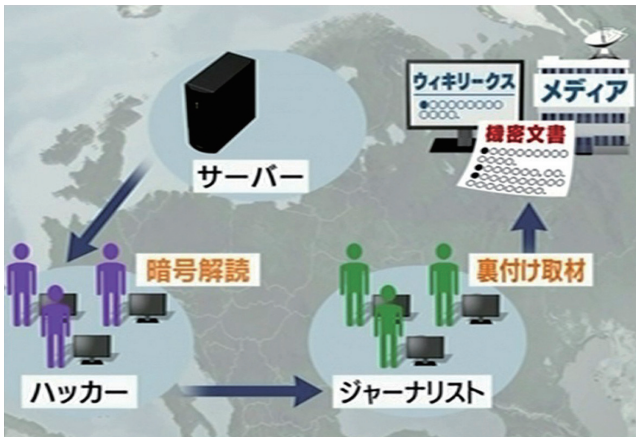 サーバー
ウィキリークス
メディア
機密文書
暗号解読
裏付け取材
ハッカー
ジャーナリスト